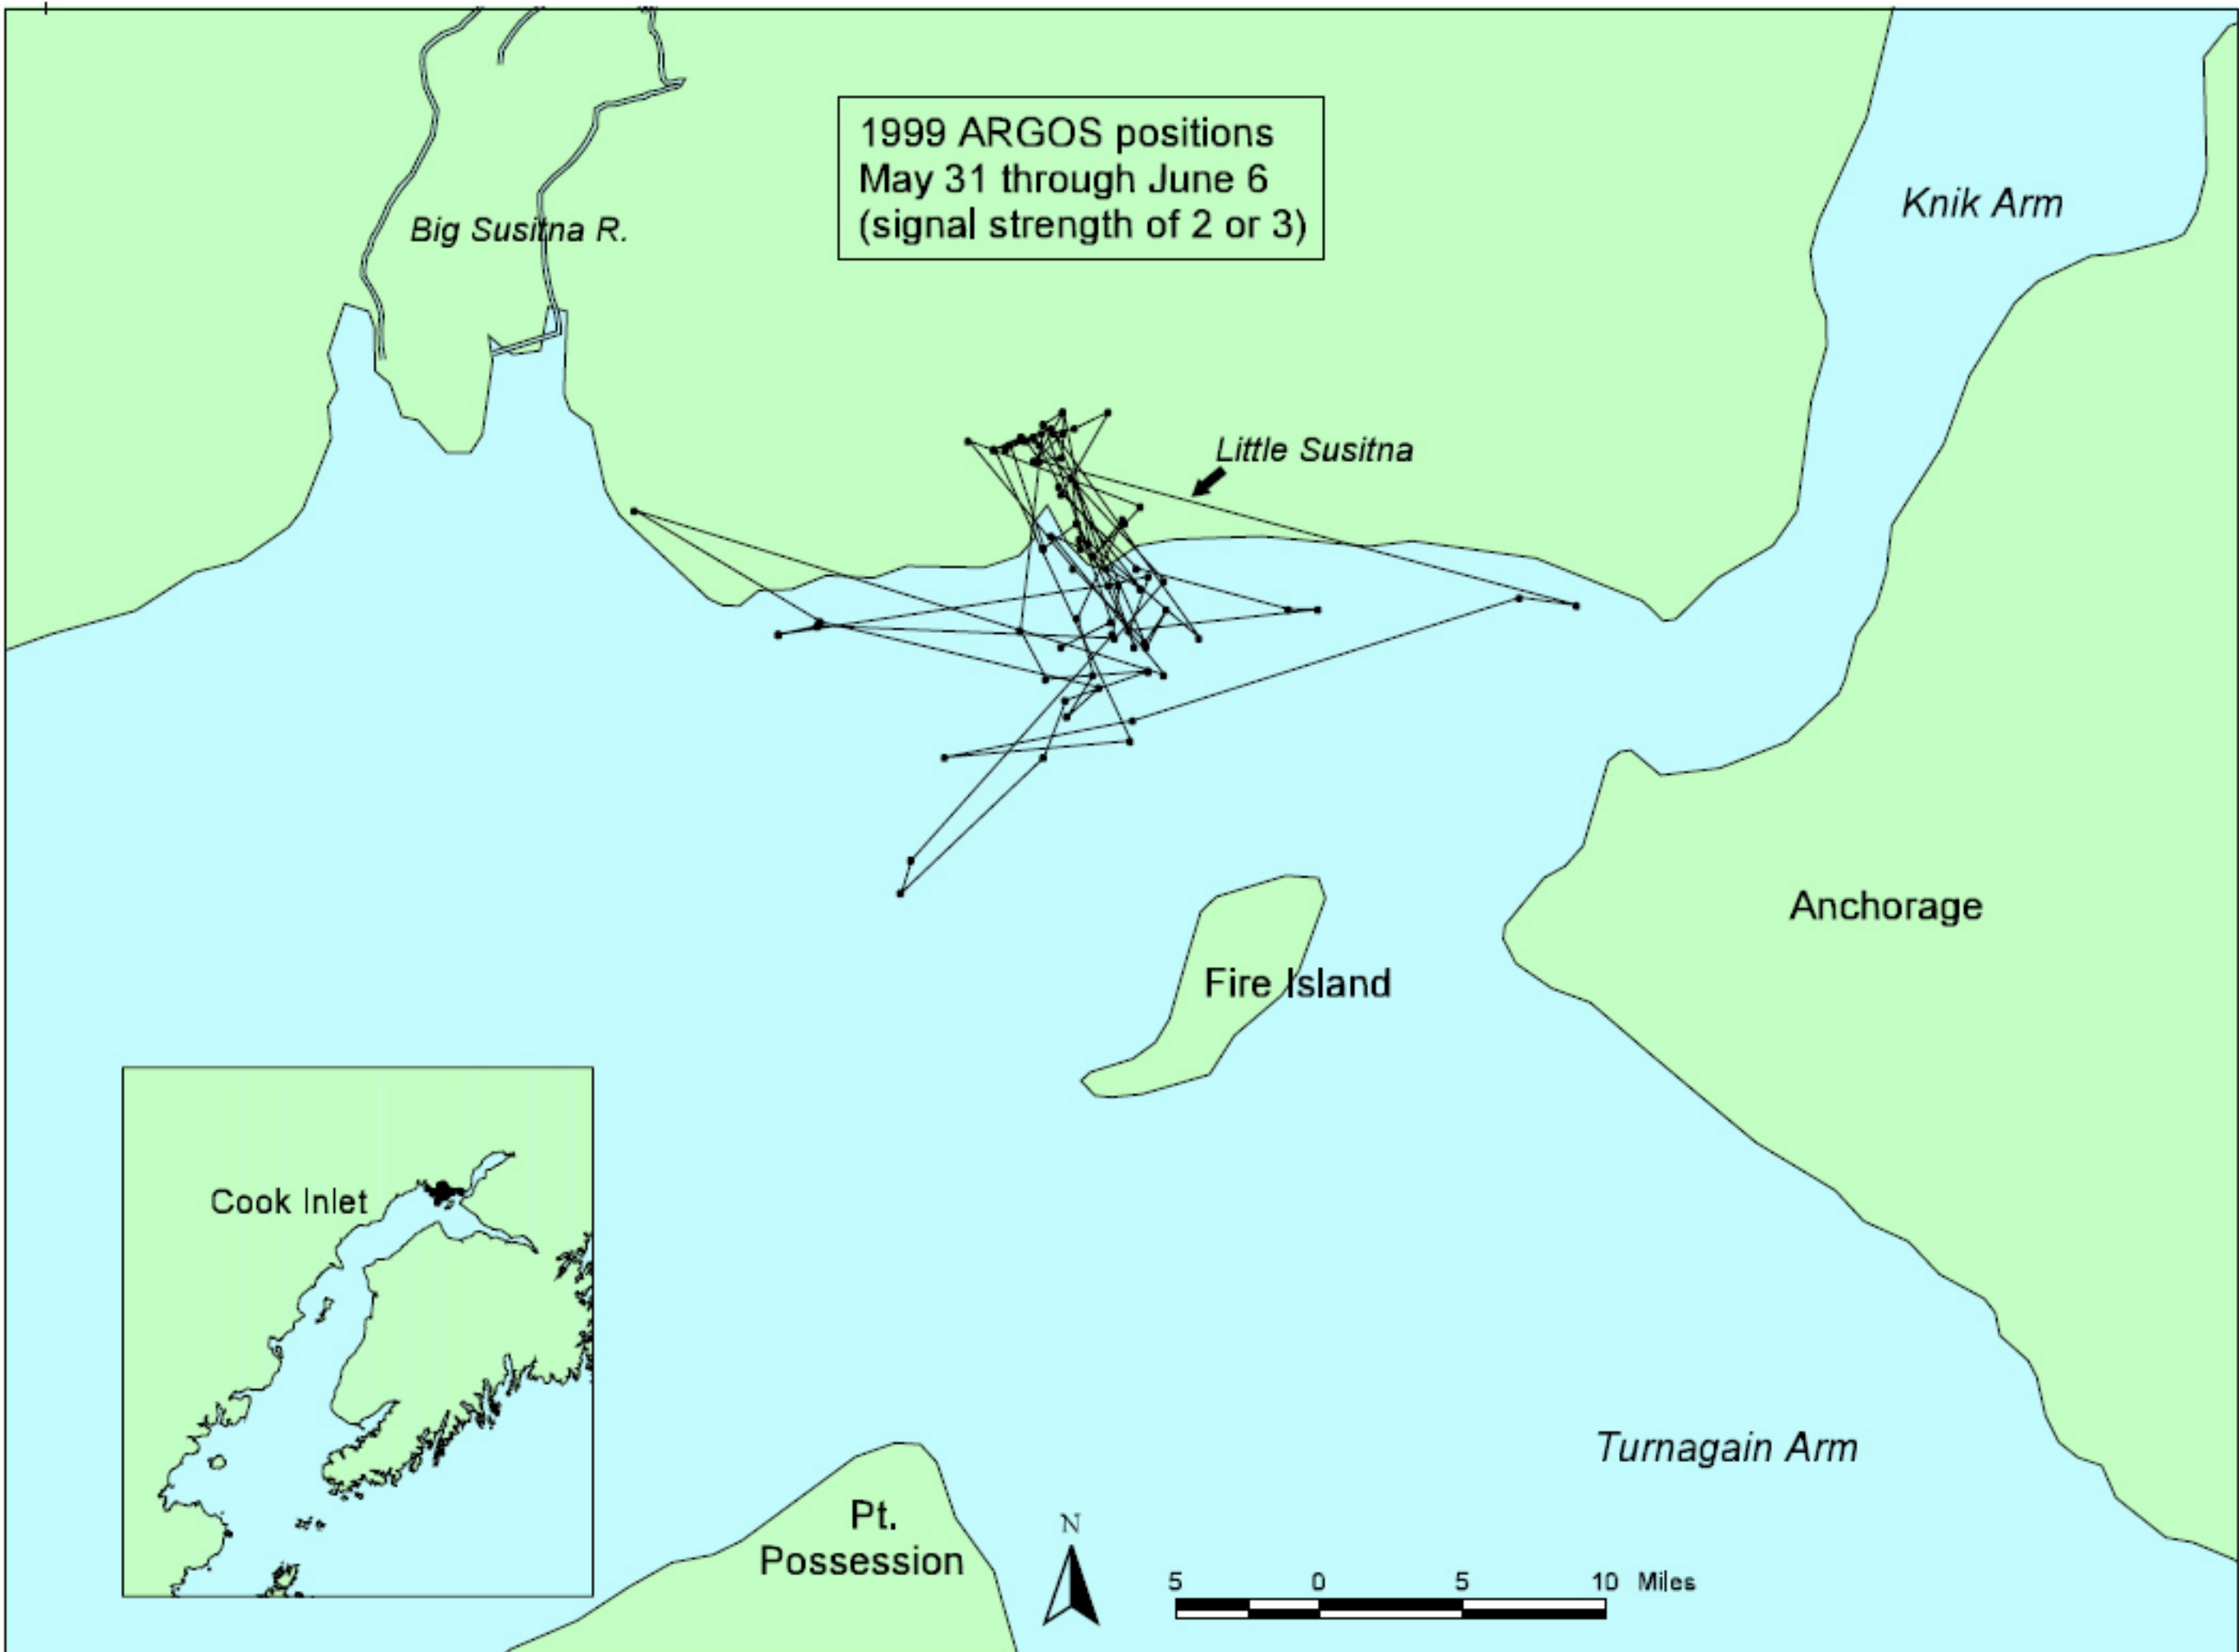 1999 ARGOS positions
May 31 through June 6
(signal strength of 2 or 3)
Knik Arm
Big Susitna R.
Little Susitna
Anchorage
Fire Island
Cook Inlet
Turnagain Arm
Pt.
Possession
N
5 0 5 10 Miles